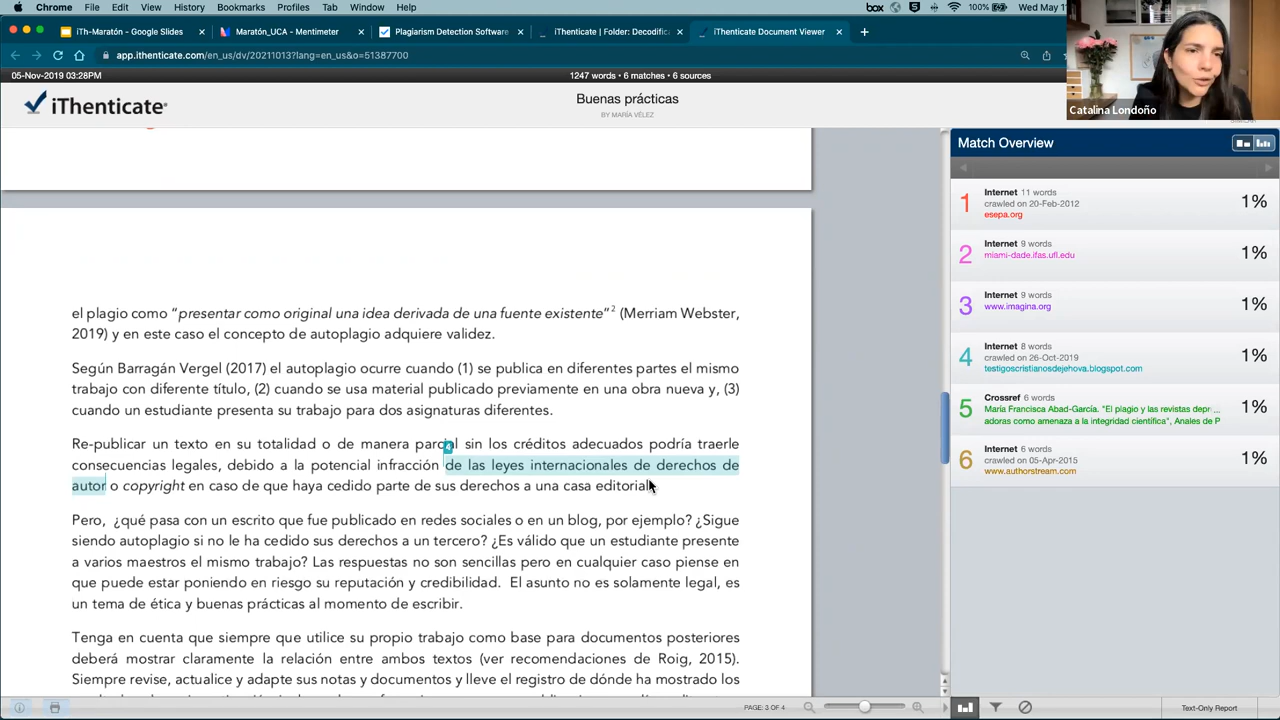 Chrome File Edit View History Bookmarks Profiles Tab Window Help
box 100% Wed May 1
iTh-Maratón - Google Slides
Maratón_UCA - Mentimeter
Plagiarism Detection Software
iThenticate | Folder: Decodific
iThenticate Document Viewer
app.ithenticate.com/en_us/dv/20211013?lang=en_us&o=51387700
05-Nov-2019 03:28PM
1247 words • 6 matches • 6 sources
Catalina Londoño
iThenticate®
Buenas prácticas
BY MARÍA VÉLEZ
el plagio como “presentar como original una idea derivada de una fuente existente”2 (Merriam Webster,
2019) y en este caso el concepto de autoplagio adquiere validez.
Según Barragán Vergel (2017) el autoplagio ocurre cuando (1) se publica en diferentes partes el mismo
trabajo con diferente título, (2) cuando se usa material publicado previamente en una obra nueva y, (3)
cuando un estudiante presenta su trabajo para dos asignaturas diferentes.
Re-publicar un texto en su totalidad o de manera parcial sin los créditos adecuados podría traerle
4
consecuencias legales, debido a la potencial infracción de las leyes internacionales de derechos de
autor o copyright en caso de que haya cedido parte de sus derechos a una casa editorial.
Pero, ¿qué pasa con un escrito que fue publicado en redes sociales o en un blog, por ejemplo? ¿Sigue
siendo autoplagio si no le ha cedido sus derechos a un tercero? ¿Es válido que un estudiante presente
a varios maestros el mismo trabajo? Las respuestas no son sencillas pero en cualquier caso piense en
que puede estar poniendo en riesgo su reputación y credibilidad. El asunto no es solamente legal, es
un tema de ética y buenas prácticas al momento de escribir.
Tenga en cuenta que siempre que utilice su propio trabajo como base para documentos posteriores
deberá mostrar claramente la relación entre ambos textos (ver recomendaciones de Roig, 2015).
Siempre revise, actualice y adapte sus notas y documentos y lleve el registro de dónde ha mostrado los
Match Overview
1 Internet 11 words 1%
crawled on 20-Feb-2012
esepa.org
2 Internet 9 words 1%
miami-dade.ifas.ufl.edu
3 Internet 9 words 1%
www.imagina.org
4 Internet 8 words 1%
crawled on 26-Oct-2019
testigoscristianosdejehova.blogspot.com
5 Crossref 6 words 1%
María Francisca Abad-García. "El plagio y las revistas depr...
adoras como amenaza a la integridad científica", Anales de P
6 Internet 6 words 1%
crawled on 05-Apr-2015
www.authorstream.com
PAGE: 3 OF 4
Text-Only Report